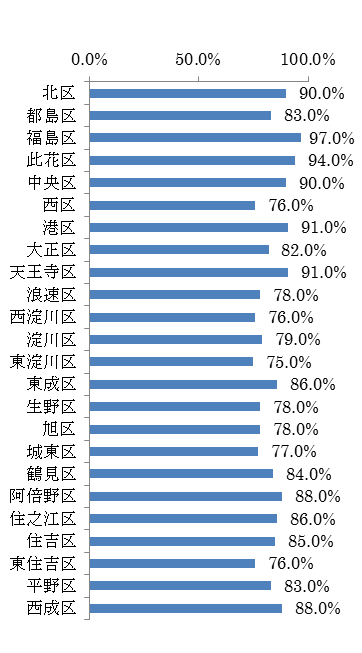 0.0% 50.0% 100.0%
北区 90.0%
都島区 83.0%
福島区 97.0%
此花区 94.0%
中央区 90.0%
西区 76.0%
港区 91.0%
大正区 82.0%
天王寺区 91.0%
浪速区 78.0%
西淀川区 76.0%
淀川区 79.0%
東淀川区 75.0%
東成区 86.0%
生野区 78.0%
旭区 78.0%
城東区 77.0%
鶴見区 84.0%
阿倍野区 88.0%
住之江区 86.0%
住吉区 85.0%
東住吉区 76.0%
平野区 83.0%
西成区 88.0%